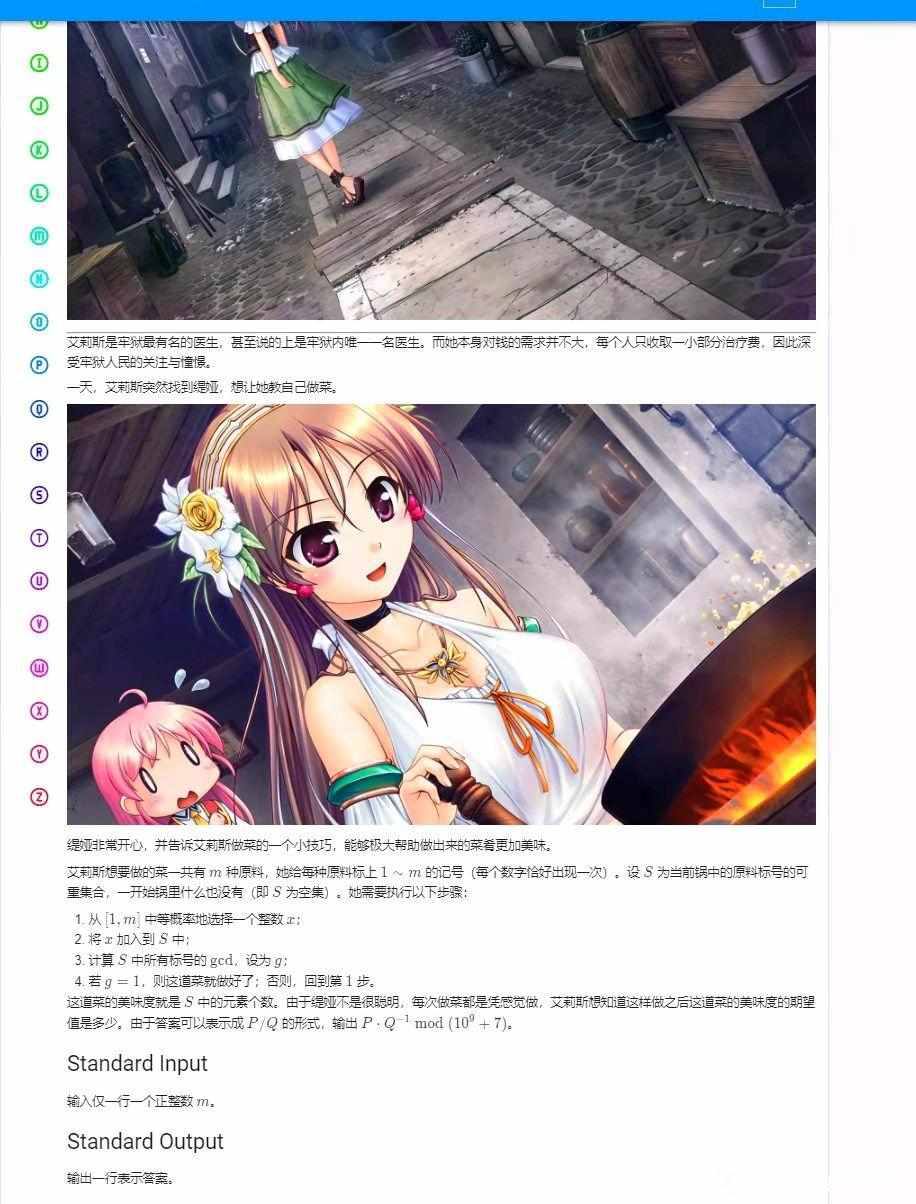 I
J
K
L
M
N
O
P
Q
R
S
T
U
V
W
X
Y
Z
艾莉斯是牢狱最有名的医生，甚至说的上是牢狱内唯一一名医生。而她本身对钱的需求并不大，每个人只收取一小部分治疗费，因此深
受牢狱人民的关注与憧憬。
一天，艾莉斯突然找到缇娅，想让她教自己做菜。
缇娅非常开心，并告诉艾莉斯做菜的一个小技巧，能够极大帮助做出来的菜肴更加美味。
艾莉斯想要做的菜一共有 m 种原料，她给每种原料标上 1 ∼ m 的记号（每个数字恰好出现一次）。设 S 为当前锅中的原料标号的可
重集合，一开始锅里什么也没有（即 S 为空集）。她需要执行以下步骤：
1. 从 [1, m] 中等概率地选择一个整数 x；
2. 将 x 加入到 S 中；
3. 计算 S 中所有标号的 gcd，设为 g；
4. 若 g = 1，则这道菜就做好了；否则，回到第 1 步。
这道菜的美味度就是 S 中的元素个数。由于缇娅不是很聪明，每次做菜都是凭感觉做，艾莉斯想知道这样做之后这道菜的美味度的期望
值是多少。由于答案可以表示成 P/Q 的形式，输出 P · Q⁻¹ mod (10⁹ + 7)。
Standard Input
输入仅一行一个正整数 m。
Standard Output
输出一行表示答案。